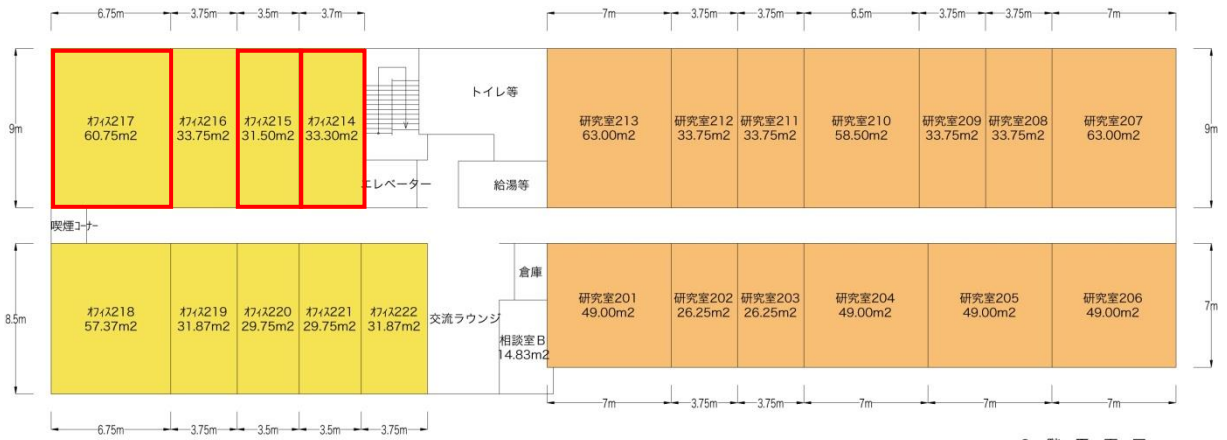 6.75m 3.75m 3.5m 3.7m 7m 3.75m 3.75m 6.5m 3.75m 3.75m 7m
9m
ｵﾌｨｽ217
60.75m2
ｵﾌｨｽ216
33.75m2
ｵﾌｨｽ215
31.50m2
ｵﾌｨｽ214
33.30m2
トイレ等
エレベーター
給湯等
研究室213
63.00m2
研究室212
33.75m2
研究室211
33.75m2
研究室210
58.50m2
研究室209
33.75m2
研究室208
33.75m2
研究室207
63.00m2
9m
喫煙ｺｰﾅｰ
8.5m
ｵﾌｨｽ218
57.37m2
ｵﾌｨｽ219
31.87m2
ｵﾌｨｽ220
29.75m2
ｵﾌｨｽ221
29.75m2
ｵﾌｨｽ222
31.87m2
交流ラウンジ
倉庫
相談室B
14.83m2
研究室201
49.00m2
研究室202
26.25m2
研究室203
26.25m2
研究室204
49.00m2
研究室205
49.00m2
研究室206
49.00m2
7m
7m 3.75m 3.75m 7m 7m 7m
6.75m 3.75m 3.5m 3.5m 3.75m